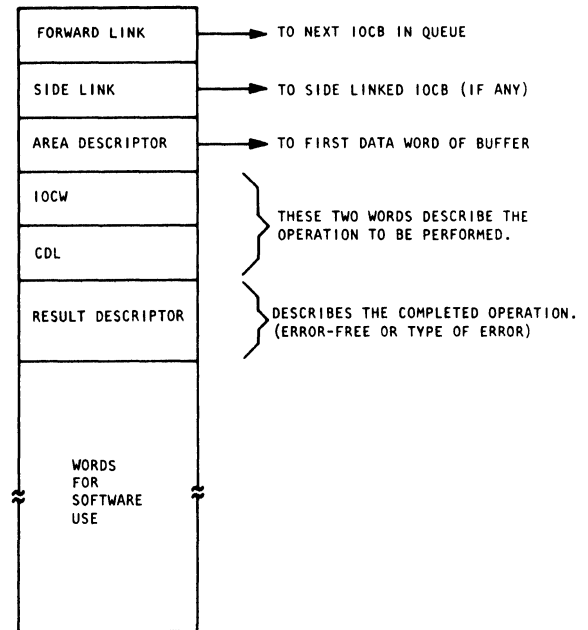 FORWARD LINK
TO NEXT IOCB IN QUEUE
SIDE LINK
TO SIDE LINKED IOCB (IF ANY)
AREA DESCRIPTOR
TO FIRST DATA WORD OF BUFFER
IOCW
CDL
THESE TWO WORDS DESCRIBE THE
OPERATION TO BE PERFORMED.
RESULT DESCRIPTOR
DESCRIBES THE COMPLETED OPERATION.
(ERROR-FREE OR TYPE OF ERROR)
WORDS
FOR
SOFTWARE
USE